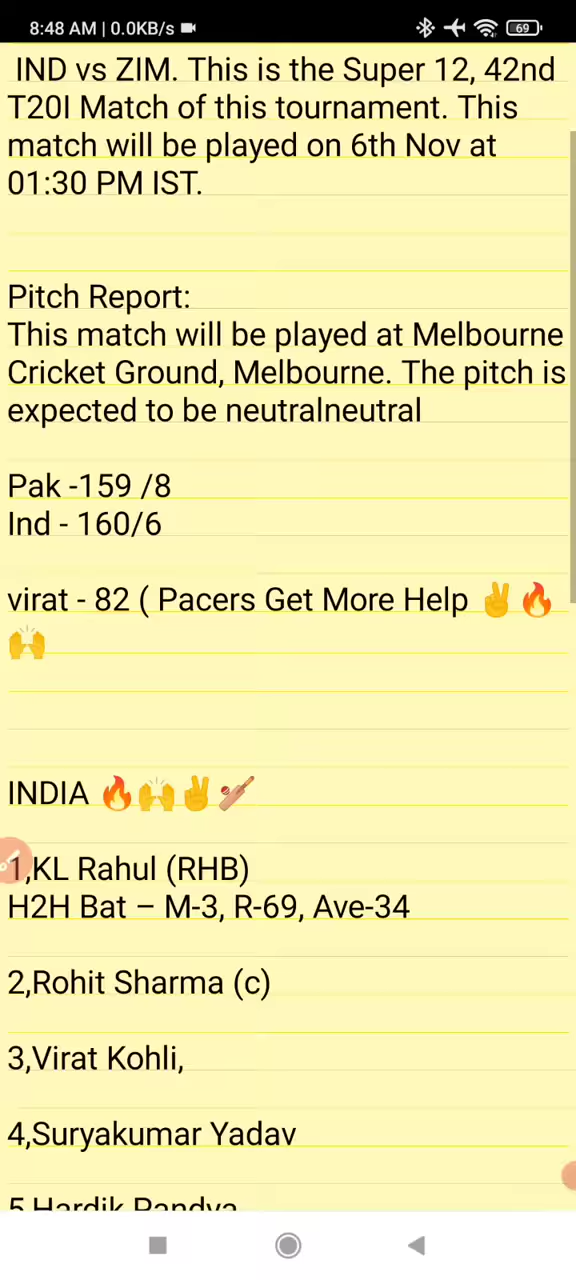 8:48 AM | 0.0KB/s
69
IND vs ZIM. This is the Super 12, 42nd
T20I Match of this tournament. This
match will be played on 6th Nov at
01:30 PM IST.
Pitch Report:
This match will be played at Melbourne
Cricket Ground, Melbourne. The pitch is
expected to be neutralneutral
Pak -159 /8
Ind - 160/6
virat - 82 ( Pacers Get More Help ✌️🔥
🙌
INDIA 🔥🙌✌️🏏
1,KL Rahul (RHB)
H2H Bat – M-3, R-69, Ave-34
2,Rohit Sharma (c)
3,Virat Kohli,
4,Suryakumar Yadav
5,Hardik Pandya